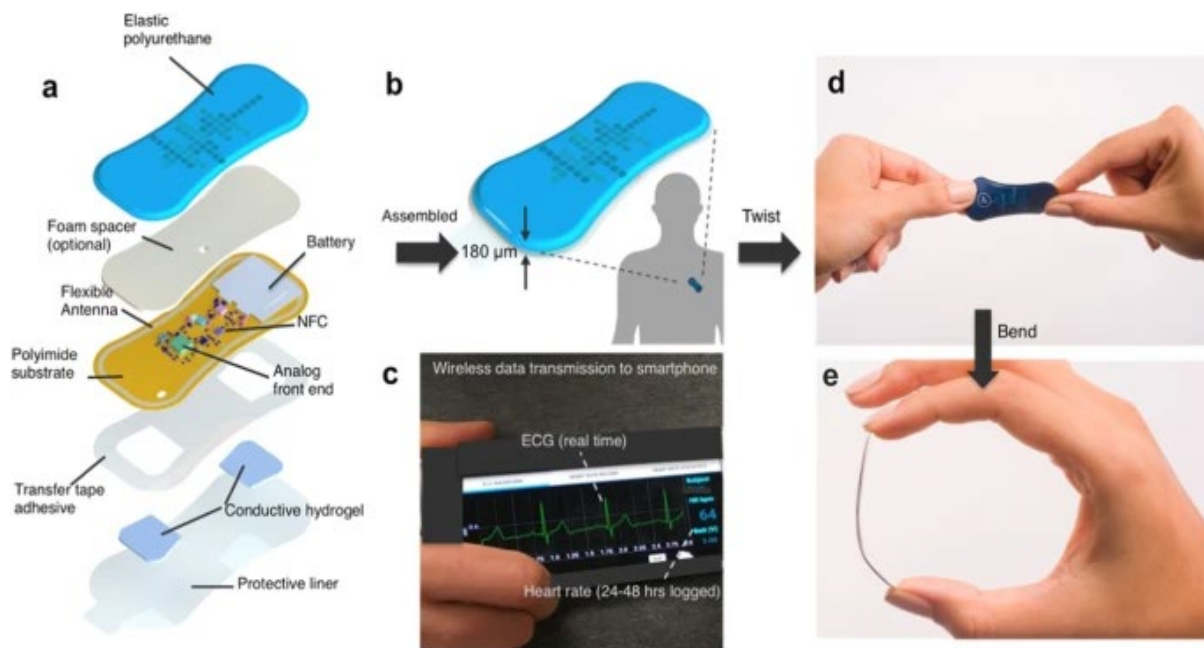 a
Elastic
polyurethane
Foam spacer
(optional)
Battery
Flexible
Antenna
NFC
Polyimide
substrate
Analog
front end
Transfer tape
adhesive
Conductive hydrogel
Protective liner
b
Assembled
180 µm
Twist
c
Wireless data transmission to smartphone
ECG (real time)
64
Heart rate (24-48 hrs logged)
d
Bend
e